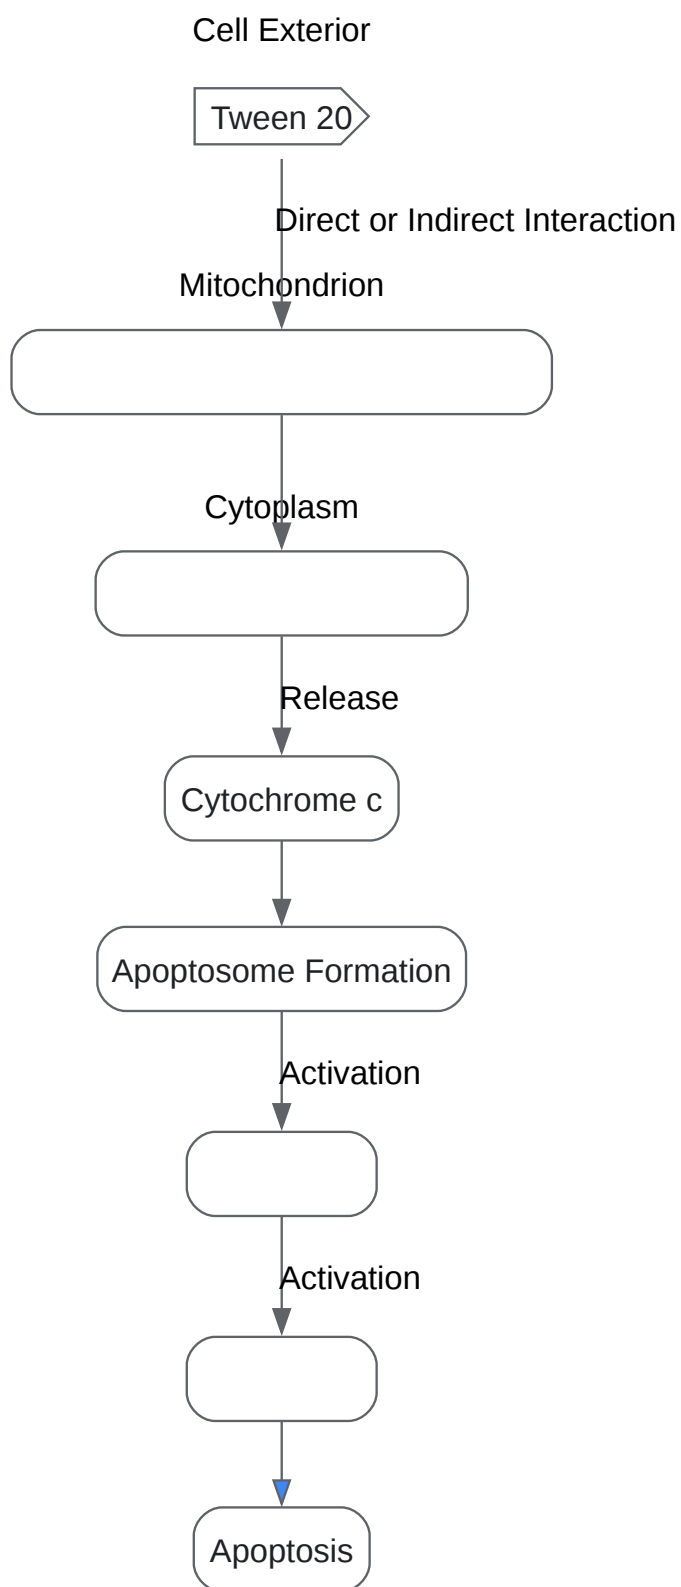 Cell Exterior
Tween 20
Direct or Indirect Interaction
Mitochondrion
Cytoplasm
Release
Cytochrome c
Apoptosome Formation
Activation
Activation
Apoptosis